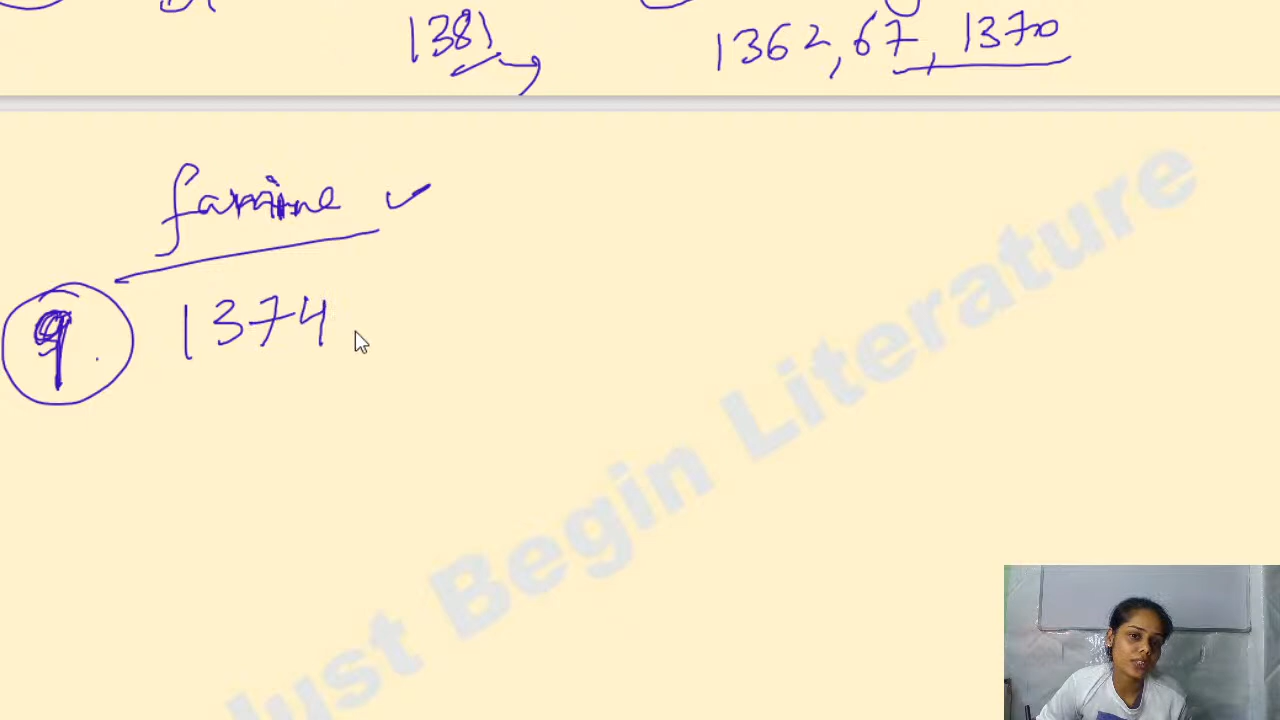 1381
1362, 67, 1370
famine ✓
9. 1374
Just Begin Literature